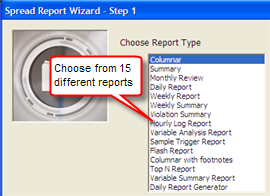 Spread Report Wizard - Step 1
Choose Report Type
Choose from 15
different reports
Columnar
Summary
Monthly Review
Daily Report
Weekly Report
Weekly Summary
Violation Summary
Hourly Log Report
Variable Analysis Report
Sample Trigger Report
Flash Report
Columnar with footnotes
Top N Report
Variable Summary Report
Daily Report Generator